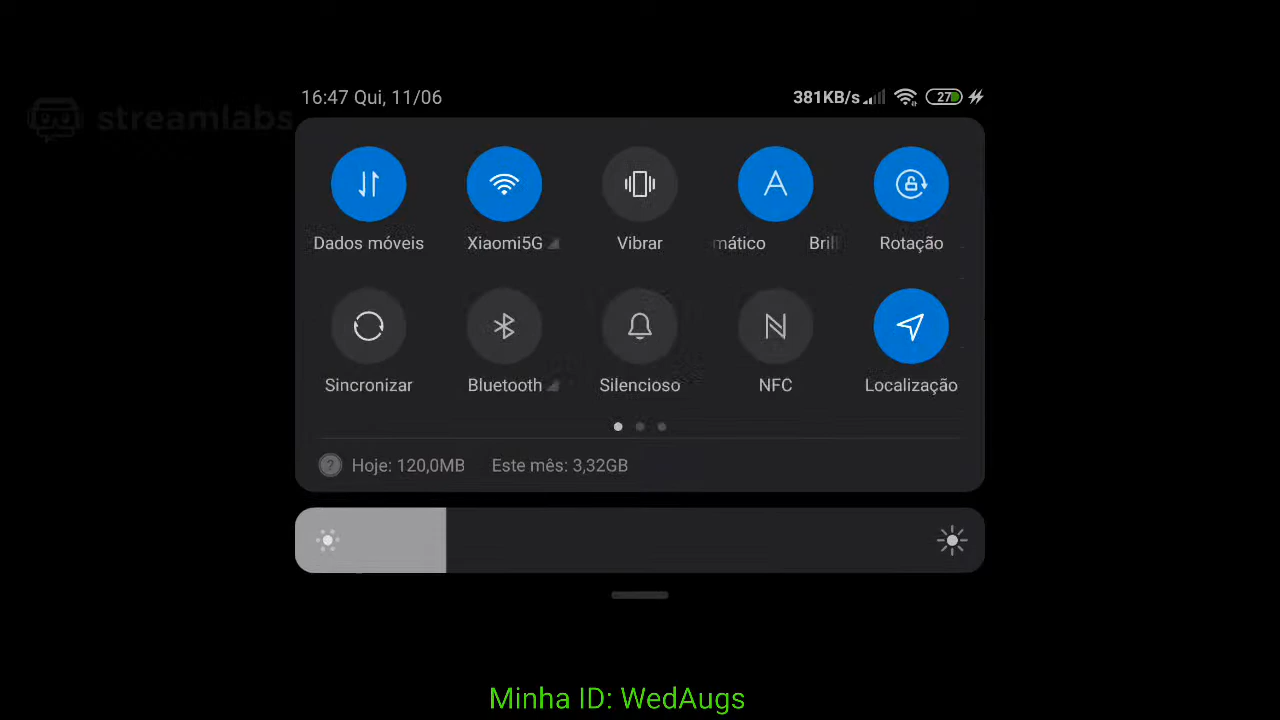 16:47 Qui, 11/06 381KB/s 27
streamlabs
Dados móveis Xiaomi5G Vibrar mático Bril Rotação
Sincronizar Bluetooth Silencioso NFC Localização
? Hoje: 120,0MB Este mês: 3,32GB
Minha ID: WedAugs